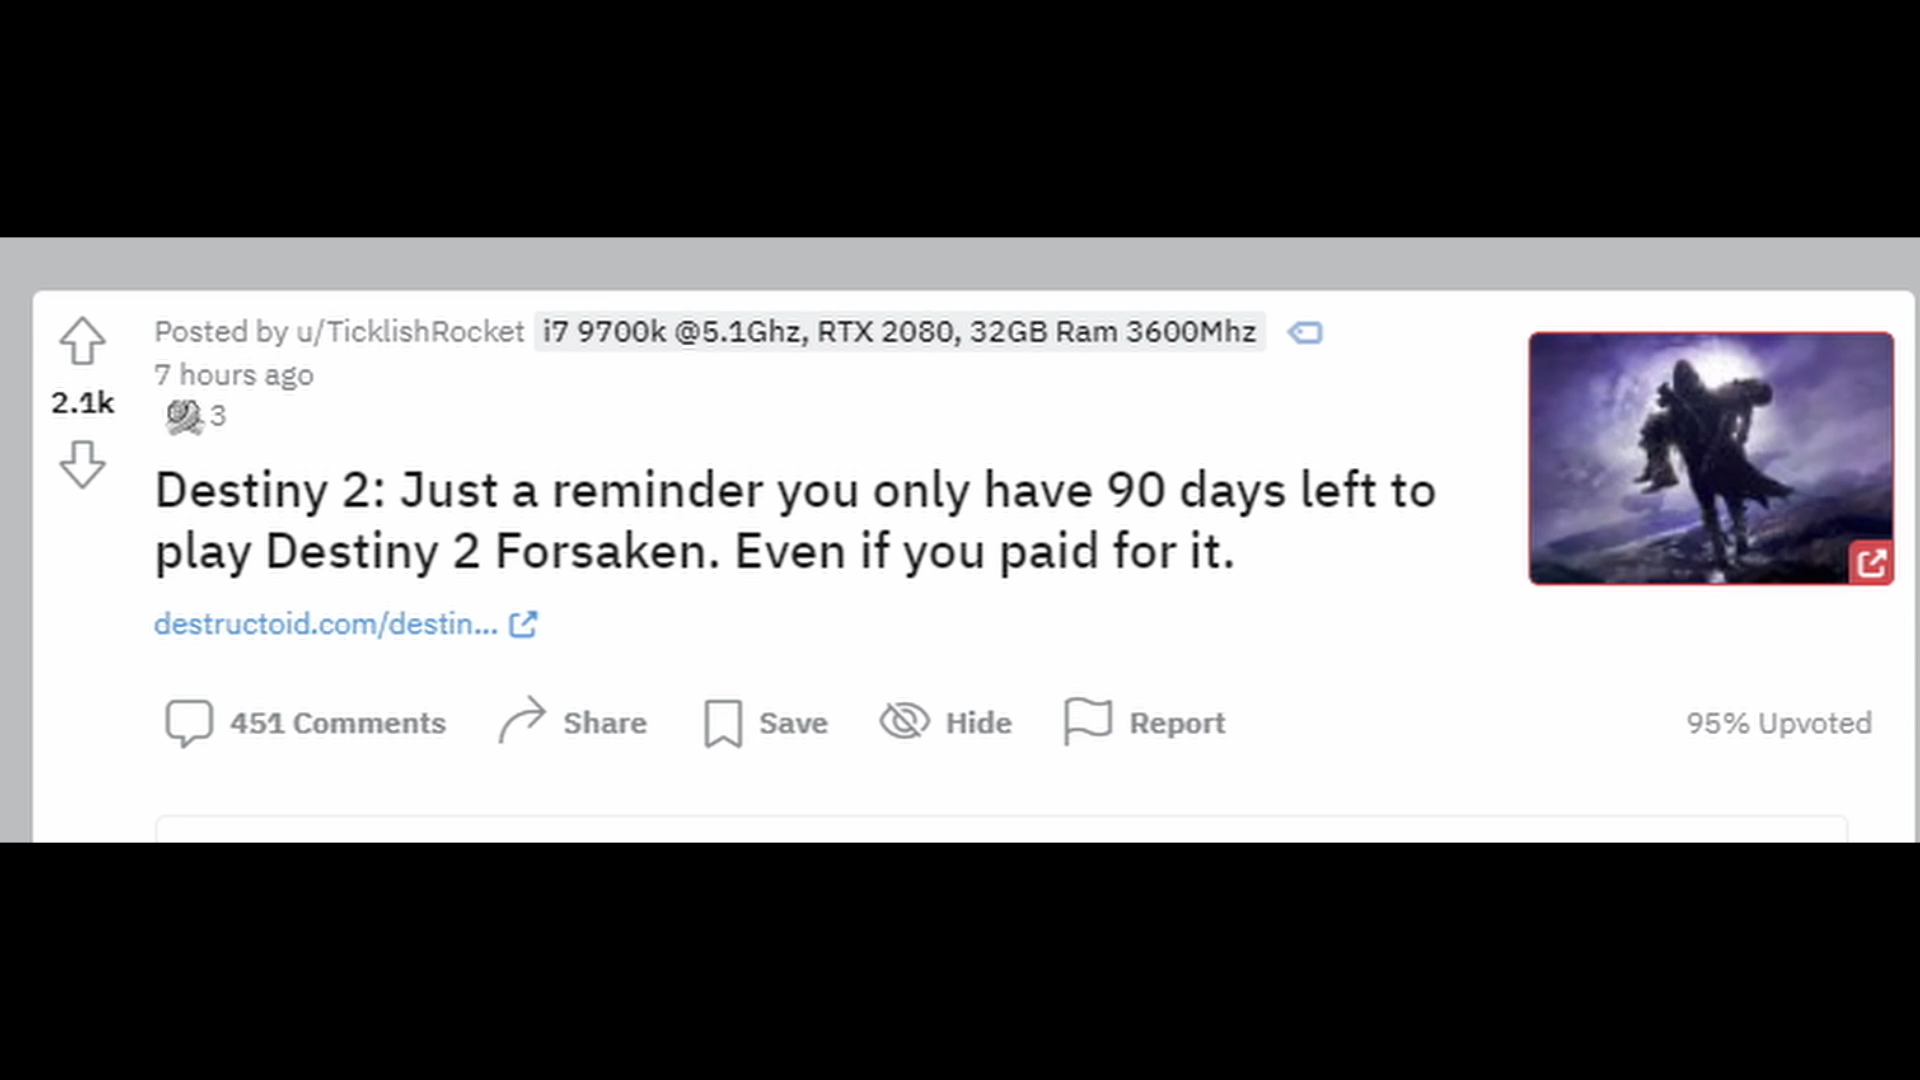 Posted by u/TicklishRocket i7 9700k @5.1Ghz, RTX 2080, 32GB Ram 3600Mhz
7 hours ago
2.1k
3
Destiny 2: Just a reminder you only have 90 days left to
play Destiny 2 Forsaken. Even if you paid for it.
destructoid.com/destin...
451 Comments Share Save Hide Report 95% Upvoted